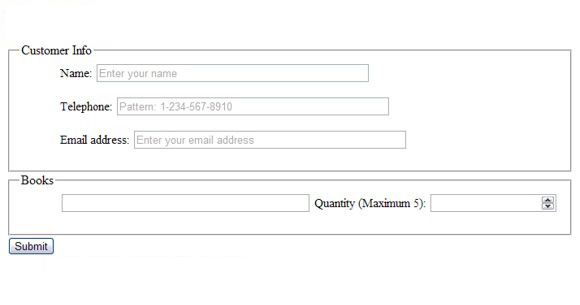 Customer Info
Name: Enter your name
Telephone: Pattern: 1-234-567-8910
Email address: Enter your email address
Books
Quantity (Maximum 5):
Submit